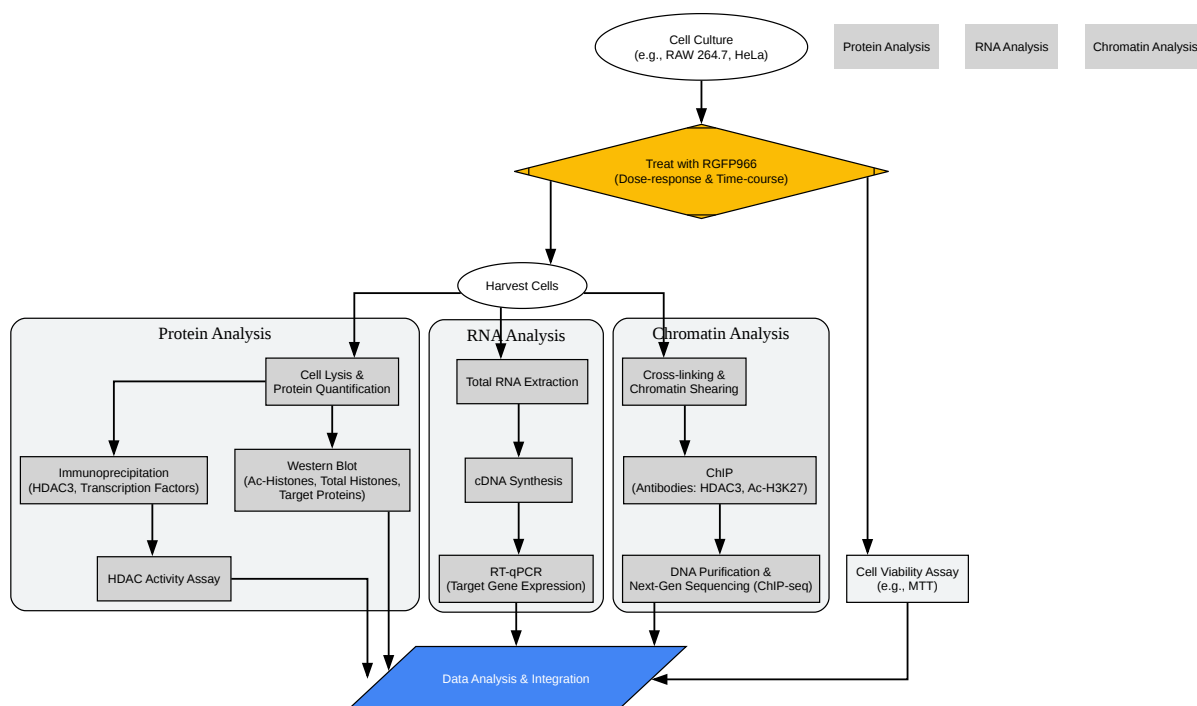 Cell Culture
(e.g., RAW 264.7, HeLa)
Protein Analysis
RNA Analysis
Chromatin Analysis
Treat with RGFP966
(Dose-response & Time-course)
Harvest Cells
Protein Analysis
Cell Lysis &
Protein Quantification
Immunoprecipitation
(HDAC3, Transcription Factors)
Western Blot
(Ac-Histones, Total Histones,
Target Proteins)
HDAC Activity Assay
RNA Analysis
Total RNA Extraction
cDNA Synthesis
RT-qPCR
(Target Gene Expression)
Chromatin Analysis
Cross-linking &
Chromatin Shearing
ChIP
(Antibodies: HDAC3, Ac-H3K27)
DNA Purification &
Next-Gen Sequencing (ChIP-seq)
Cell Viability Assay
(e.g., MTT)
Data Analysis & Integration